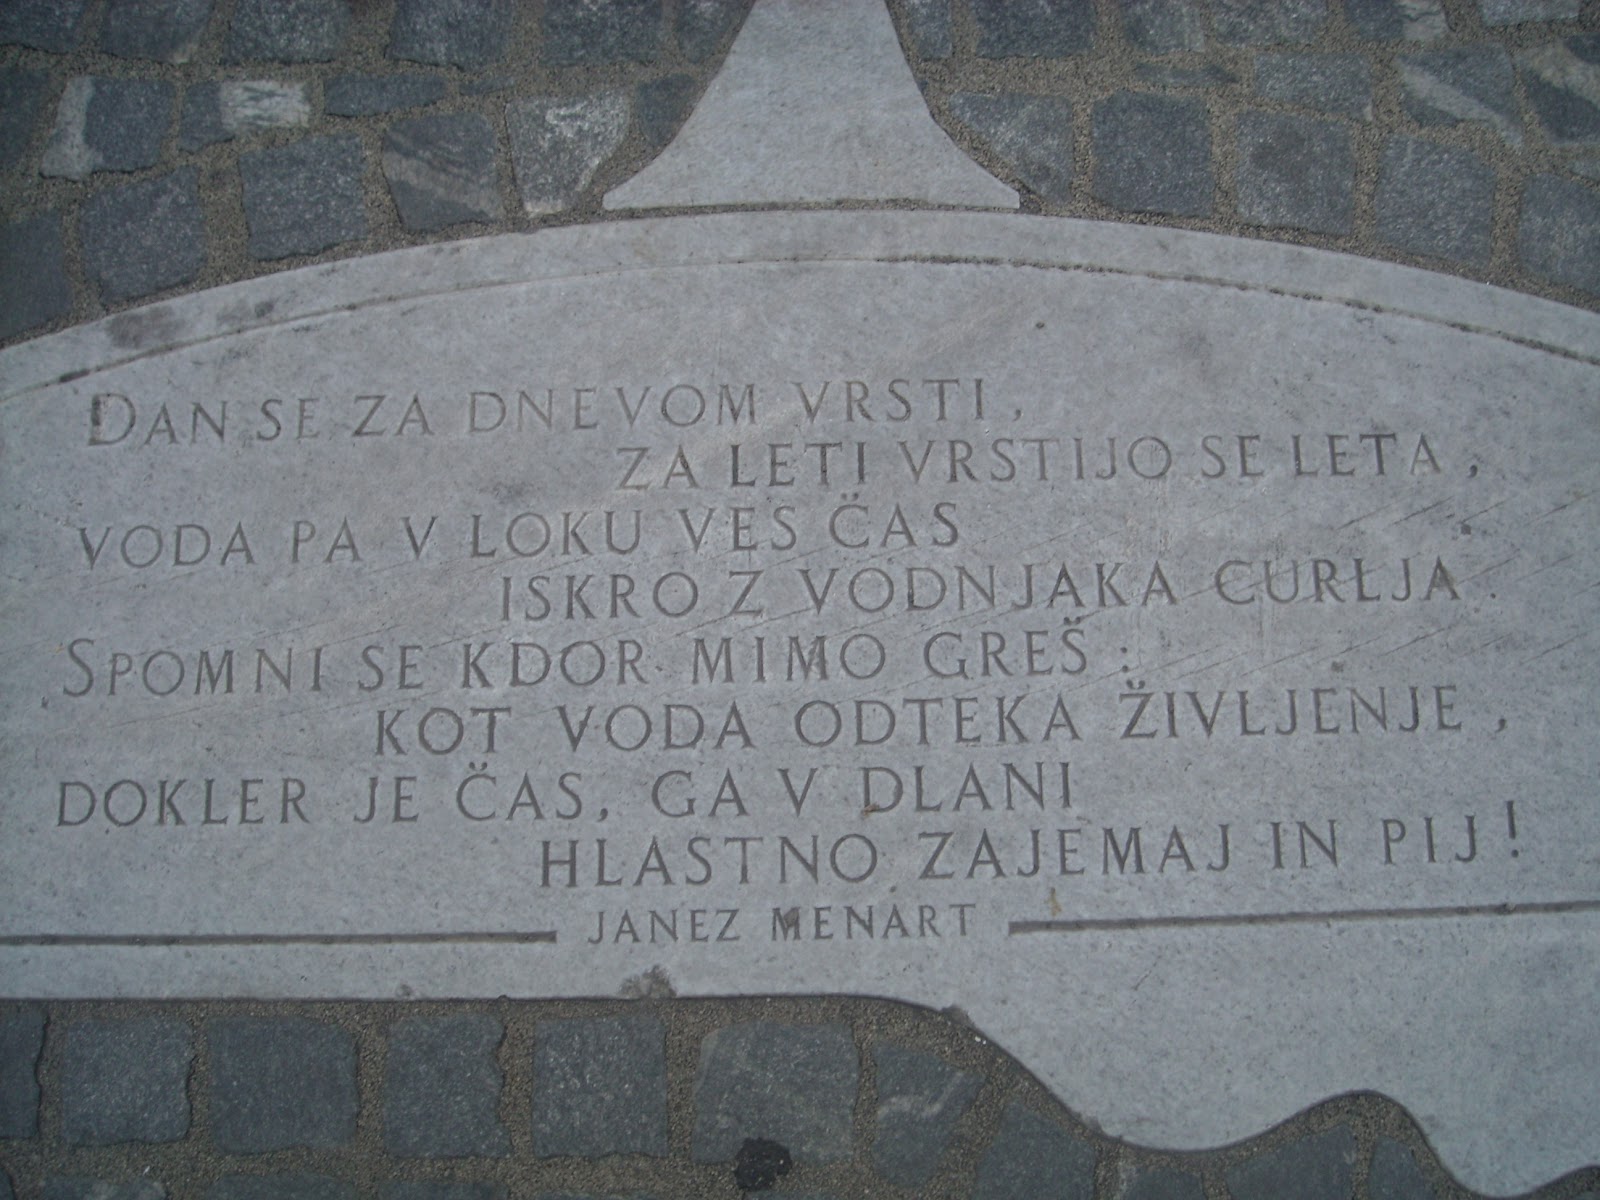 DAN SE ZA DNEVOM VRSTI,
ZA LETI VRSTIJO SE LETA,
VODA PA V LOKU VES ČAS
ISKRO Z VODNJAKA CURLJA.
SPOMNI SE KDOR MIMO GREŠ:
KOT VODA ODTEKA ŽIVLJENJE,
DOKLER JE ČAS, GA V DLANI
HLASTNO ZAJEMAJ IN PIJ!
JANEZ MENART